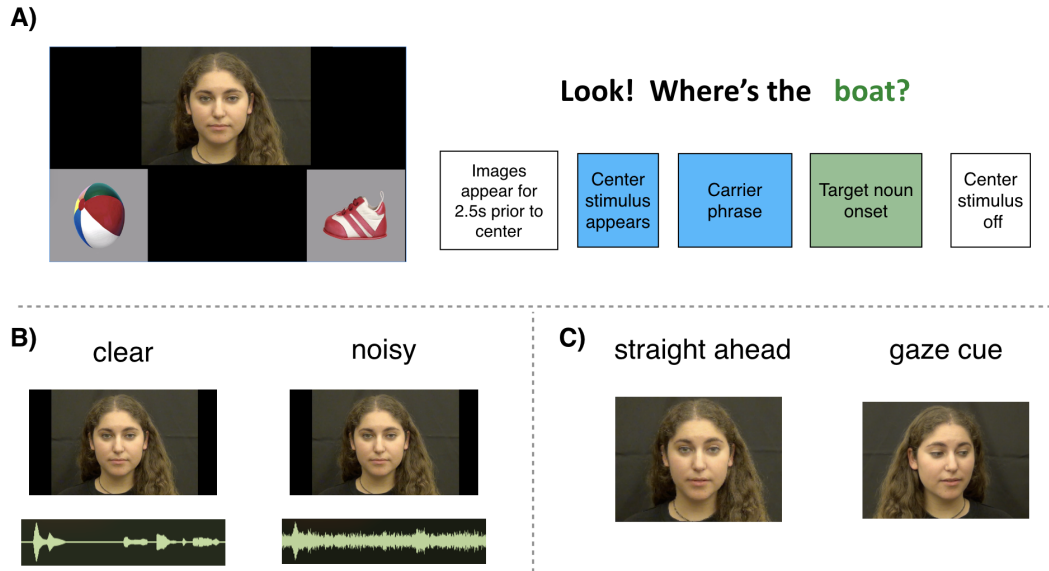 A)
Look! Where's the boat?
Images
appear for
2.5s prior to
center
Center
stimulus
appears
Carrier
phrase
Target noun
onset
Center
stimulus
off
B)
clear
noisy
C)
straight ahead
gaze cue